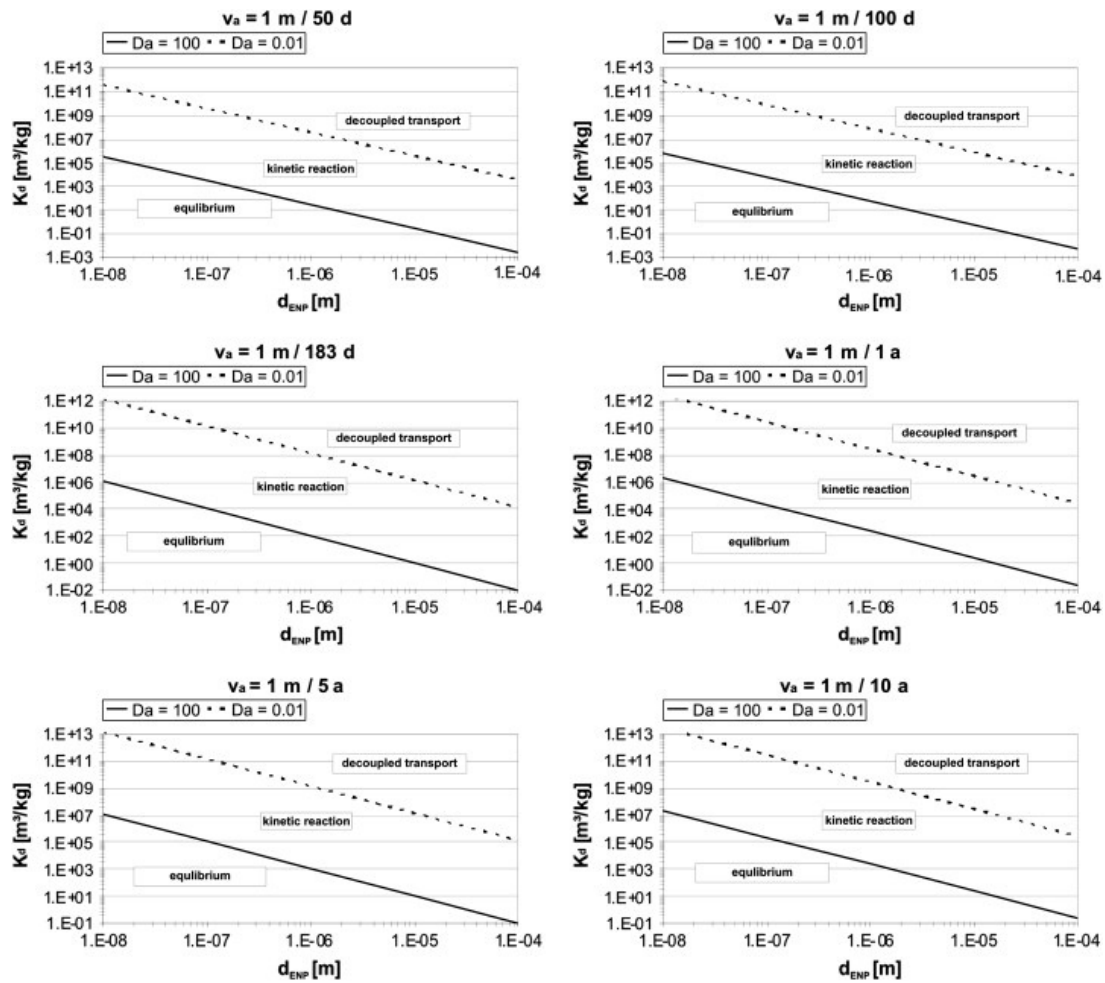 vₐ = 1 m / 50 d
Da = 100 Da = 0.01
1.E+13
1.E+11
1.E+09
1.E+07
1.E+05
1.E+03
1.E+01
1.E-01
1.E-03
K_d [m³/kg]
decoupled transport
kinetic reaction
equlibrium
1.E-08 1.E-07 1.E-06 1.E-05 1.E-04
d_ENP [m]
vₐ = 1 m / 100 d
Da = 100 Da = 0.01
1.E+13
1.E+11
1.E+09
1.E+07
1.E+05
1.E+03
1.E+01
1.E-01
1.E-03
K_d [m³/kg]
decoupled transport
kinetic reaction
equlibrium
1.E-08 1.E-07 1.E-06 1.E-05 1.E-04
d_ENP [m]
vₐ = 1 m / 183 d
Da = 100 Da = 0.01
1.E+12
1.E+10
1.E+08
1.E+06
1.E+04
1.E+02
1.E+00
1.E-02
K_d [m³/kg]
decoupled transport
kinetic reaction
equlibrium
1.E-08 1.E-07 1.E-06 1.E-05 1.E-04
d_ENP [m]
vₐ = 1 m / 1 a
Da = 100 Da = 0.01
1.E+12
1.E+10
1.E+08
1.E+06
1.E+04
1.E+02
1.E+00
1.E-02
K_d [m³/kg]
decoupled transport
kinetic reaction
equlibrium
1.E-08 1.E-07 1.E-06 1.E-05 1.E-04
d_ENP [m]
vₐ = 1 m / 5 a
Da = 100 Da = 0.01
1.E+13
1.E+11
1.E+09
1.E+07
1.E+05
1.E+03
1.E+01
1.E-01
K_d [m³/kg]
decoupled transport
kinetic reaction
equlibrium
1.E-08 1.E-07 1.E-06 1.E-05 1.E-04
d_ENP [m]
vₐ = 1 m / 10 a
Da = 100 Da = 0.01
1.E+13
1.E+11
1.E+09
1.E+07
1.E+05
1.E+03
1.E+01
1.E-01
K_d [m³/kg]
decoupled transport
kinetic reaction
equlibrium
1.E-08 1.E-07 1.E-06 1.E-05 1.E-04
d_ENP [m]